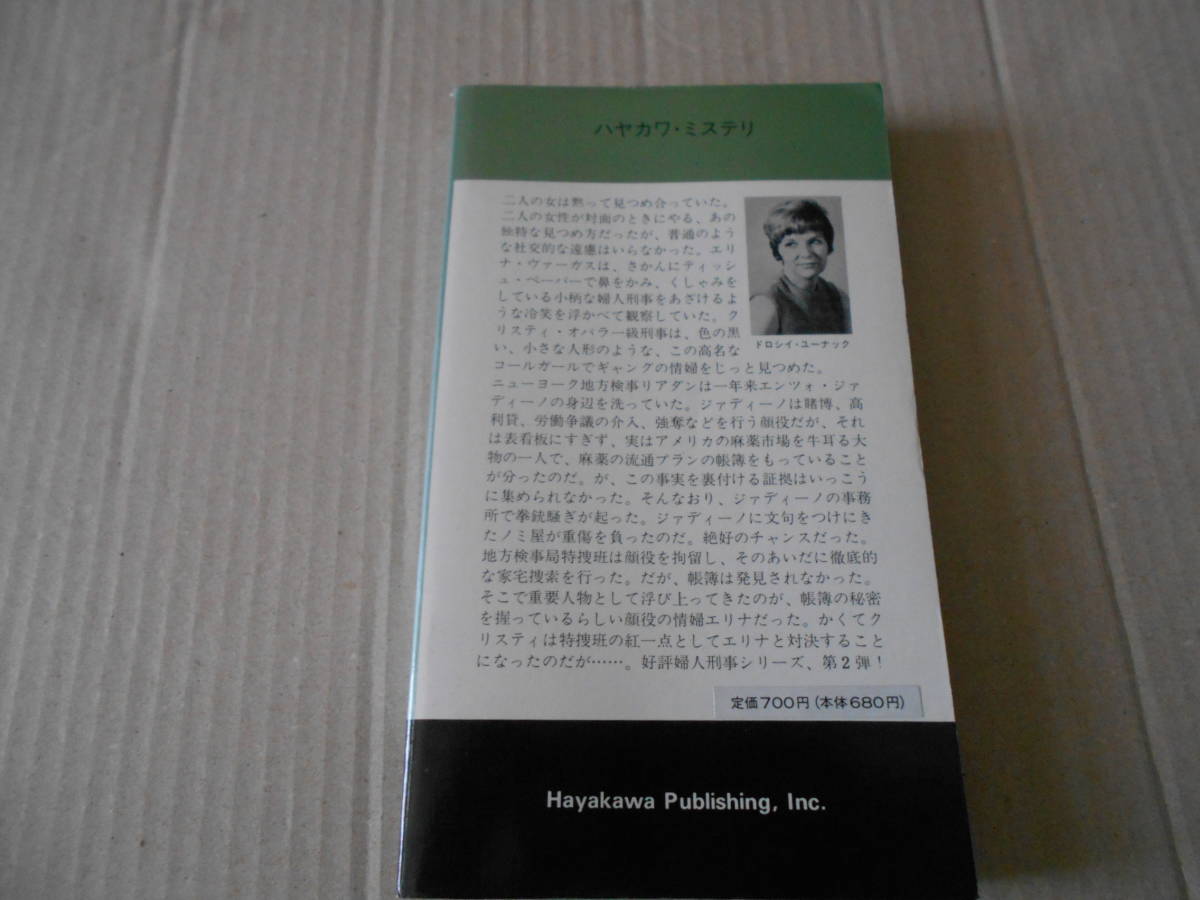 ハヤカワ・ミステリ
二人の女は黙って見つめ合っていた。
二人の女性が対面のときにやる、あの
独特な見つめ方だったが、普通のよう
な社交的な遠慮はいらなかった。エリ
ナ・ヴァーガスは、さかんにティッシ
ュ・ペーパーで鼻をかみ、くしゃみを
している小柄な婦人刑事をあざけるよ
うな冷笑を浮かべて観察していた。ク
リスティ・オパラ一級刑事は、色の黒
い、小さな人形のような、この高名な
コールガールでギャングの情婦をじっと見つめた。
ドロシイ・ユーナック
ニューヨーク地方検事リアダンは一年来エンツォ・ジァ
ディーノの身辺を洗っていた。ジァディーノは賭博、高
利貸、労働争議の介入、強奪などを行う顔役だが、それ
は表看板にすぎず、実はアメリカの麻薬市場を牛耳る大
物の一人で、麻薬の流通プランの帳簿をもっていること
が分ったのだ。が、この事実を裏付ける証拠はいっこう
に集められなかった。そんなおり、ジァディーノの事務
所で拳銃騒ぎが起った。ジァディーノに文句をつけにき
たノミ屋が重傷を負ったのだ。絶好のチャンスだった。
地方検事局特捜班は顔役を拘留し、そのあいだに徹底的
な家宅捜索を行った。だが、帳簿は発見されなかった。
そこで重要人物として浮び上ってきたのが、帳簿の秘密
を握っているらしい顔役の情婦エリナだった。かくてク
リスティは特捜班の紅一点としてエリナと対決すること
になったのだが……。好評婦人刑事シリーズ、第2弾！
定価700円(本体680円)
Hayakawa Publishing, Inc.